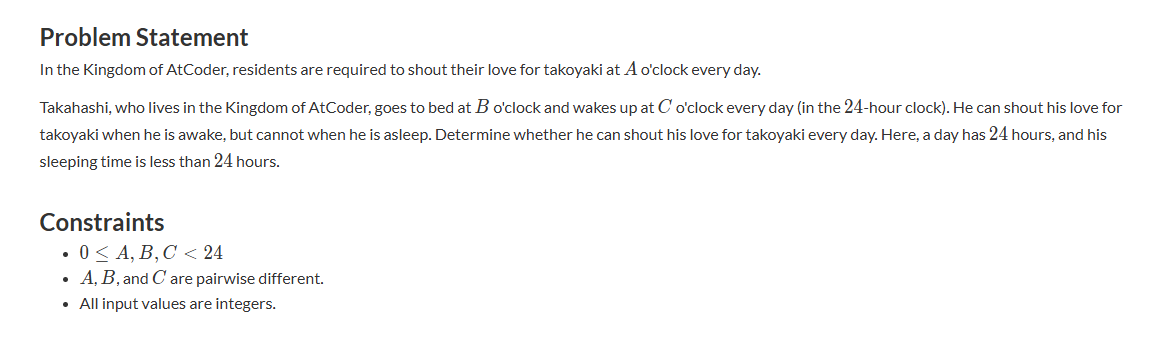 Problem Statement
In the Kingdom of AtCoder, residents are required to shout their love for takoyaki at A o'clock every day.
Takahashi, who lives in the Kingdom of AtCoder, goes to bed at B o'clock and wakes up at C o'clock every day (in the 24-hour clock). He can shout his love for
takoyaki when he is awake, but cannot when he is asleep. Determine whether he can shout his love for takoyaki every day. Here, a day has 24 hours, and his
sleeping time is less than 24 hours.
Constraints
• 0 ≤ A, B, C < 24
• A, B, and C are pairwise different.
• All input values are integers.